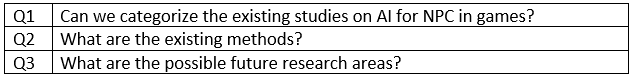 Q1 Can we categorize the existing studies on AI for NPC in games?
Q2 What are the existing methods?
Q3 What are the possible future research areas?